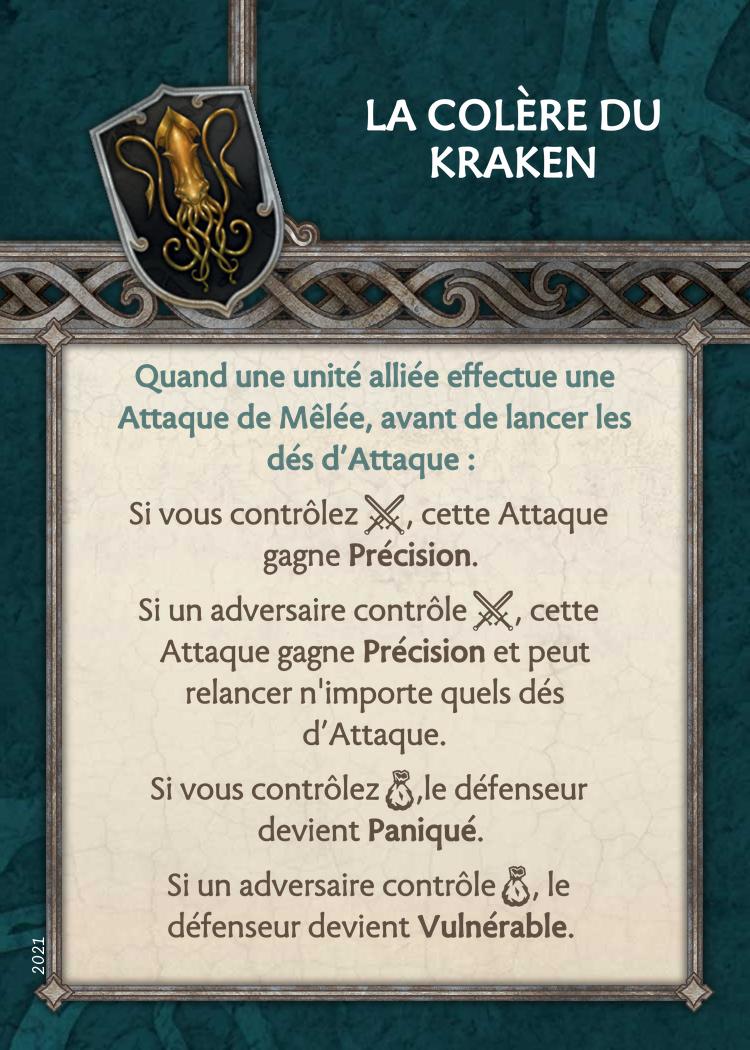 LA COLÈRE DU
KRAKEN
Quand une unité alliée effectue une
Attaque de Mêlée, avant de lancer les
dés d’Attaque :
Si vous contrôlez , cette Attaque
gagne Précision.
Si un adversaire contrôle , cette
Attaque gagne Précision et peut
relancer n'importe quels dés
d’Attaque.
Si vous contrôlez ,le défenseur
devient Paniqué.
Si un adversaire contrôle , le
défenseur devient Vulnérable.
2021